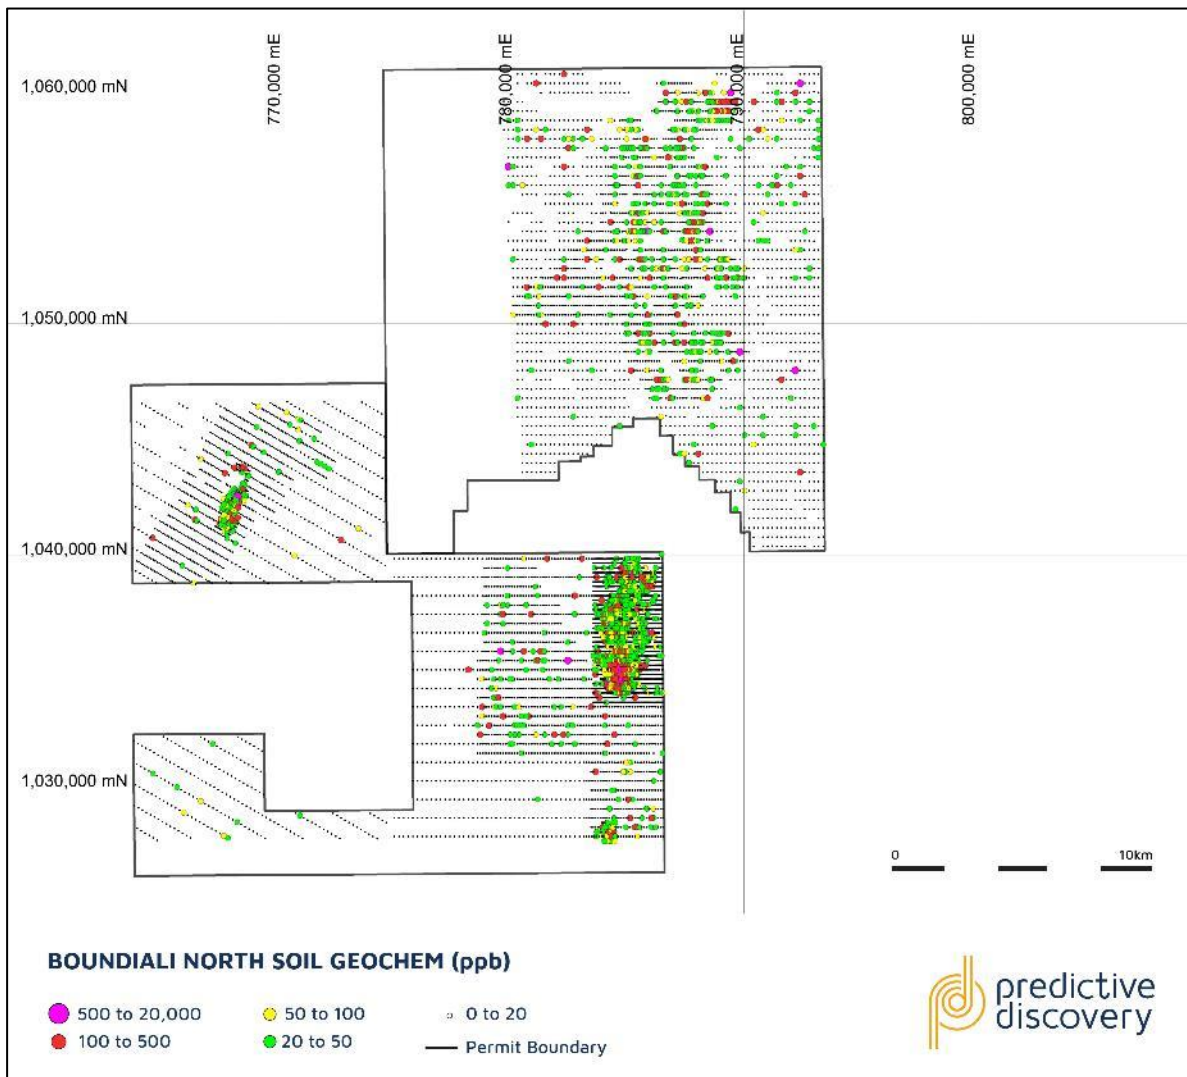 770,000 mE
780,000 mE
790,000 mE
800,000 mE
1,060,000 mN
1,050,000 mN
1,040,000 mN
1,030,000 mN
0 10km
BOUNDIALI NORTH SOIL GEOCHEM (ppb)
500 to 20,000 50 to 100 0 to 20
100 to 500 20 to 50 Permit Boundary
predictive
discovery